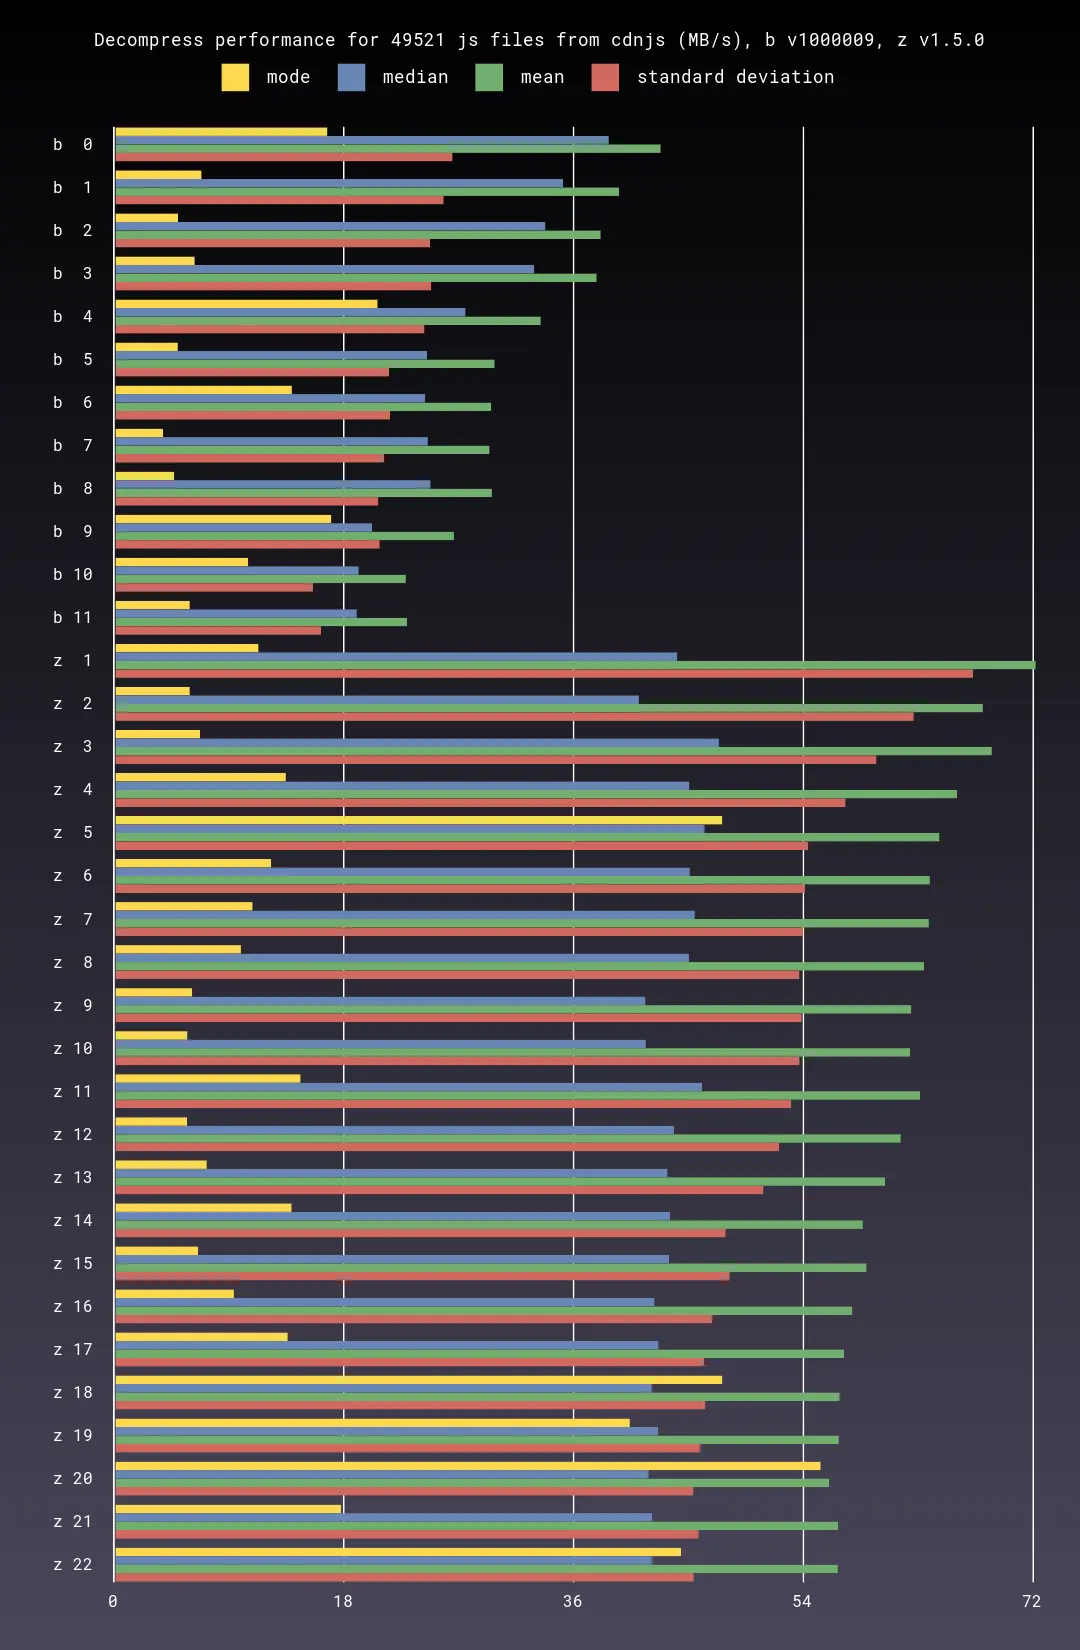 Decompress performance for 49521 js files from cdnjs (MB/s), b v1000009, z v1.5.0
mode median mean standard deviation
b 0
b 1
b 2
b 3
b 4
b 5
b 6
b 7
b 8
b 9
b 10
b 11
z 1
z 2
z 3
z 4
z 5
z 6
z 7
z 8
z 9
z 10
z 11
z 12
z 13
z 14
z 15
z 16
z 17
z 18
z 19
z 20
z 21
z 22
0 18 36 54 72